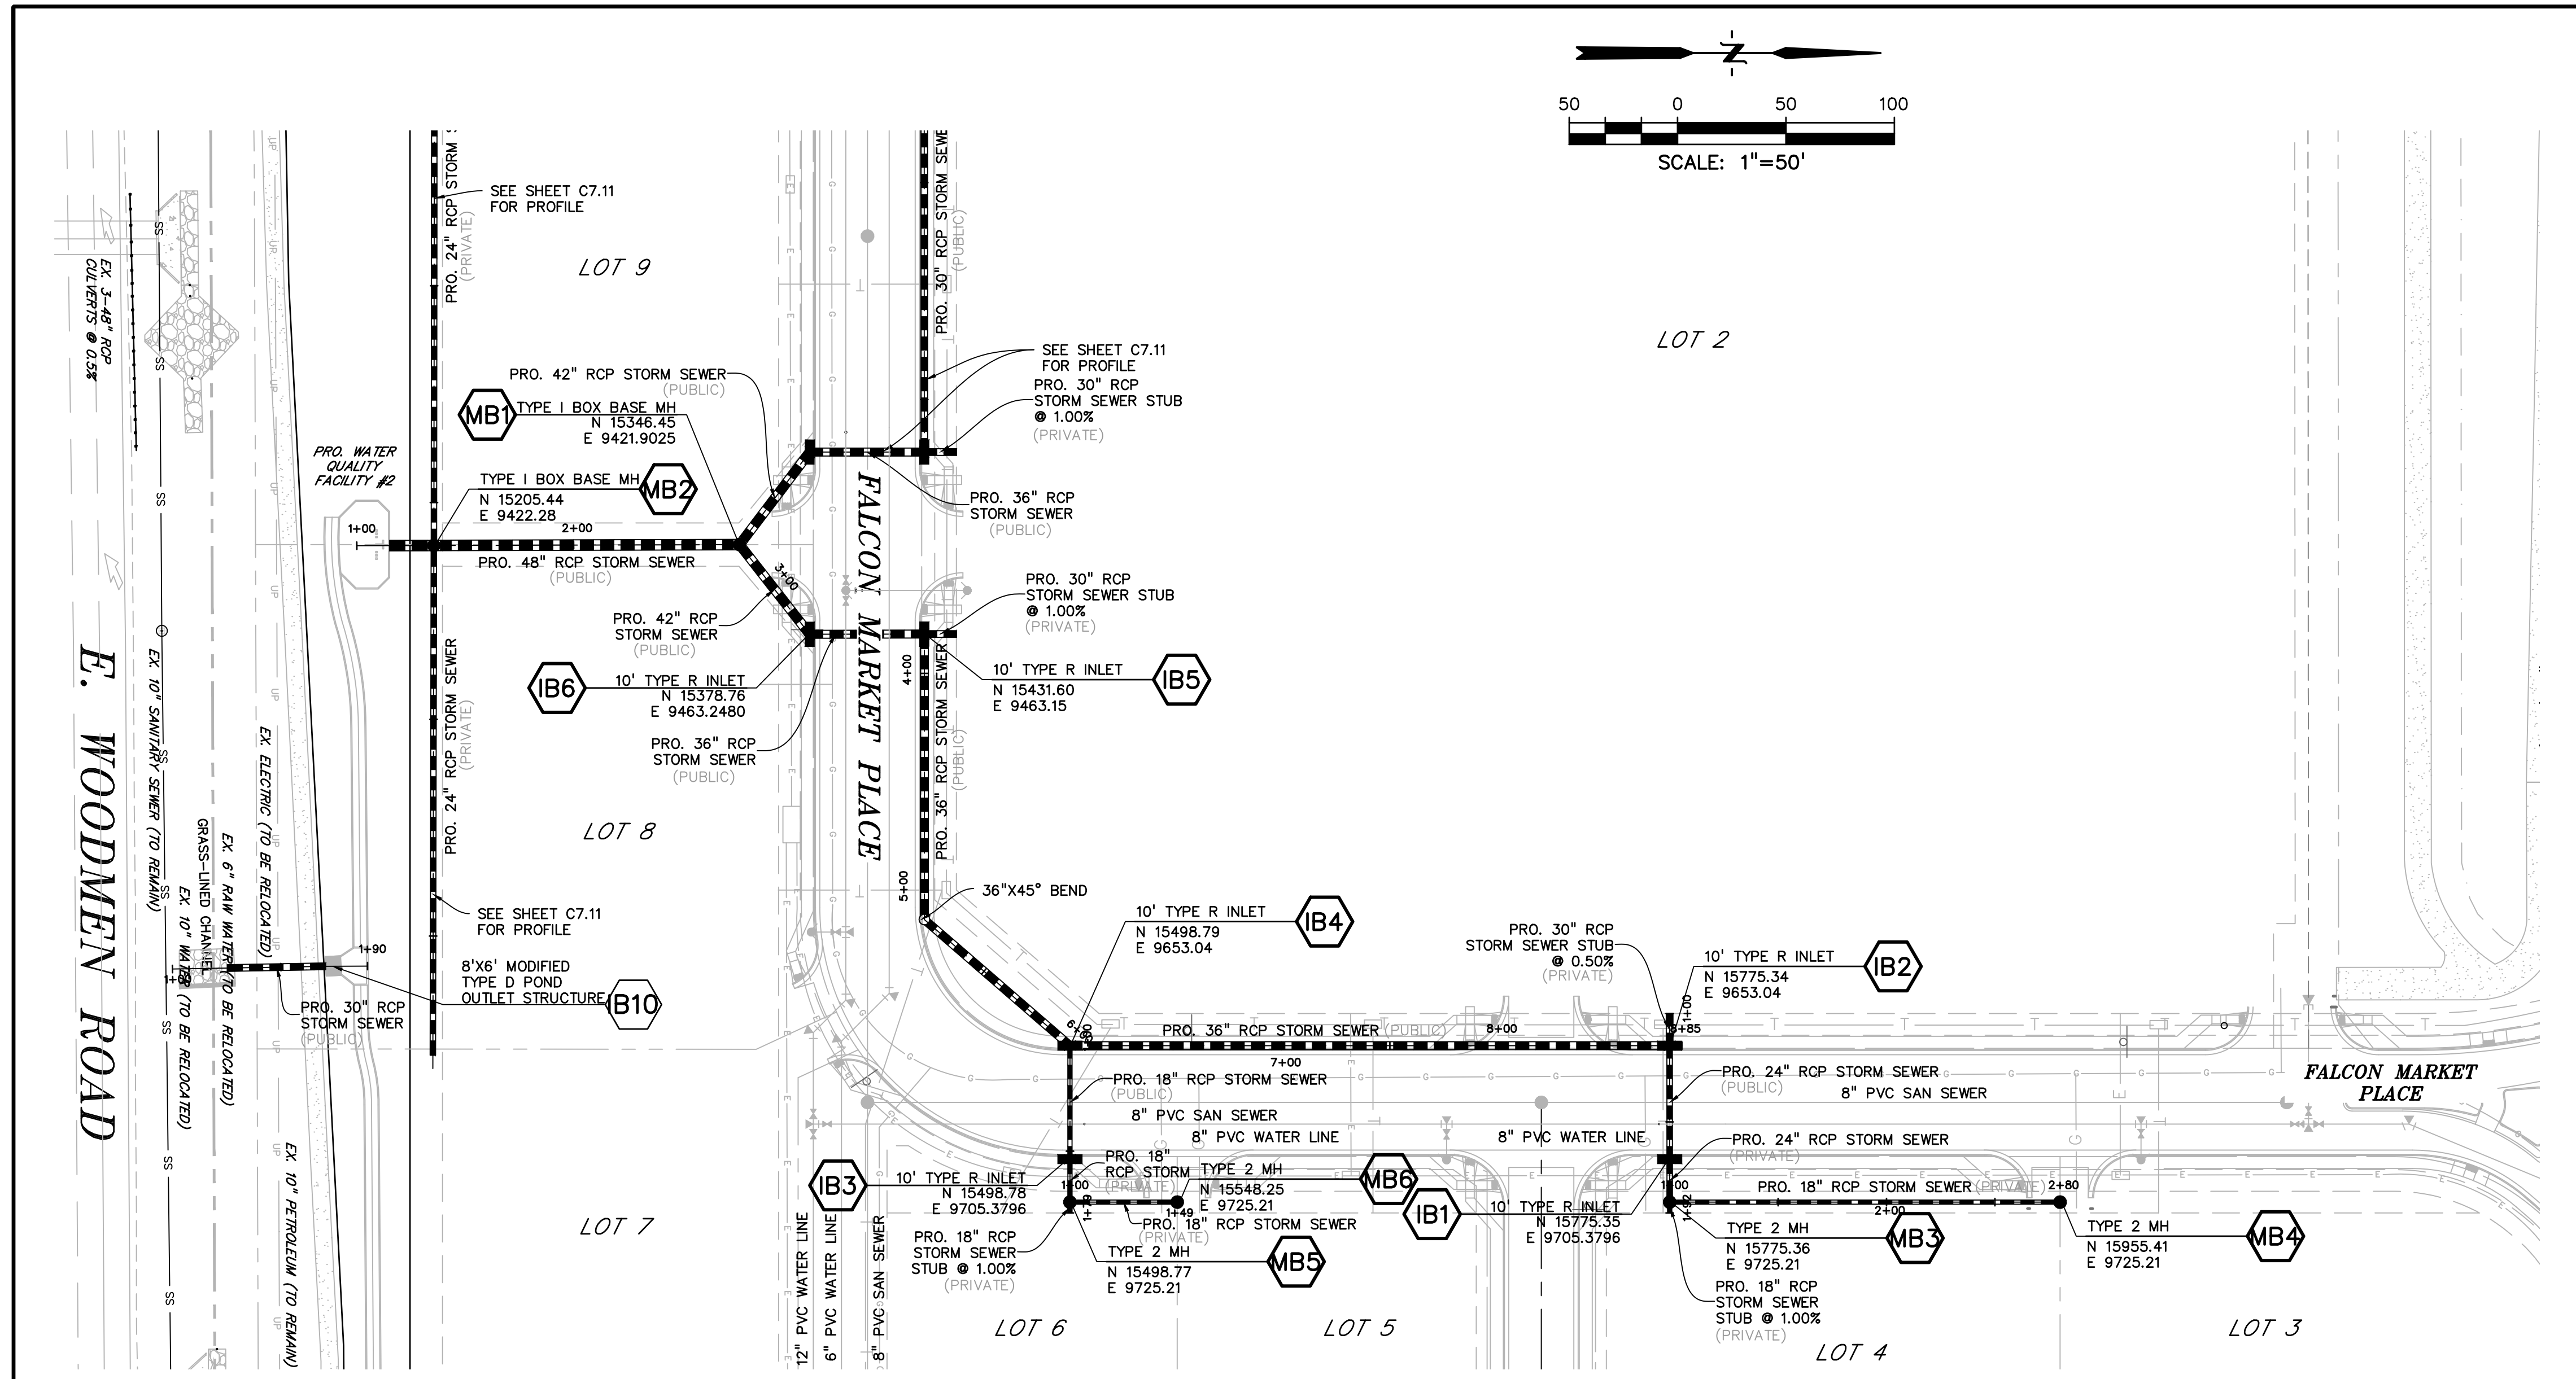 50 0 50 100
SCALE: 1"=50'
N
EX. 3-48" RCP
CULVERTS @ 0.5%
PRO. 24" RCP STORM
(PRIVATE)
SEE SHEET C7.11
FOR PROFILE
LOT 9
PRO. 30" RCP STORM SEWE
(PUBLIC)
LOT 2
SEE SHEET C7.11
FOR PROFILE
PRO. 30" RCP
STORM SEWER STUB
@ 1.00%
(PRIVATE)
PRO. 42" RCP STORM SEWER
(PUBLIC)
MB1
TYPE I BOX BASE MH
N 15346.45
E 9421.9025
PRO. WATER
QUALITY
FACILITY #2
TYPE I BOX BASE MH
MB2
N 15205.44
E 9422.28
PRO. 36" RCP
STORM SEWER
(PUBLIC)
1+00
2+00
PRO. 48" RCP STORM SEWER
(PUBLIC)
3+00
PRO. 30" RCP
STORM SEWER STUB
@ 1.00%
(PRIVATE)
PRO. 42" RCP
STORM SEWER
(PUBLIC)
FALCON MARKET PLACE
IB6
10' TYPE R INLET
N 15378.76
E 9463.2480
4+00
10' TYPE R INLET
N 15431.60
E 9463.15
IB5
PRO. 36" RCP
STORM SEWER
(PUBLIC)
PRO. 36" RCP STORM SEWER
(PUBLIC)
PRO. 24" RCP STORM SEWER
(PRIVATE)
E. WOODMEN ROAD
EX. 10" SANITARY SEWER (TO REMAIN)
EX. ELECTRIC (TO BE RELOCATED)
GRASS-LINED CHANNEL
EX. 6" RAW WATER (TO BE RELOCATED)
EX. 10" WATER (TO BE RELOCATED)
EX. 10" PETROLEUM (TO REMAIN)
LOT 8
5+00
36"X45° BEND
SEE SHEET C7.11
FOR PROFILE
1+90
1+00
8'X6' MODIFIED
TYPE D POND
OUTLET STRUCTURE
IB10
PRO. 30" RCP
STORM SEWER
(PUBLIC)
10' TYPE R INLET
N 15498.79
E 9653.04
IB4
PRO. 30" RCP
STORM SEWER STUB
@ 0.50%
(PRIVATE)
10' TYPE R INLET
N 15775.34
E 9653.04
IB2
1+00
8+85
PRO. 36" RCP STORM SEWER (PUBLIC)
8+00
7+00
PRO. 18" RCP STORM SEWER
(PUBLIC)
8" PVC SAN SEWER
8" PVC WATER LINE
8" PVC WATER LINE
PRO. 24" RCP STORM SEWER
(PUBLIC)
8" PVC SAN SEWER
FALCON MARKET
PLACE
PRO. 24" RCP STORM SEWER
(PRIVATE)
IB3
10' TYPE R INLET
N 15498.78
E 9705.3796
PRO. 18"
RCP STORM
(PRIVATE)
1+00
TYPE 2 MH
N 15548.25
E 9725.21
MB6
1+79
1+49
PRO. 18" RCP STORM SEWER
(PRIVATE)
IB1
10' TYPE R INLET
N 15775.35
E 9705.3796
1+00
PRO. 18" RCP STORM SEWER (PRIVATE)
2+80
2+00
1+92
TYPE 2 MH
N 15775.36
E 9725.21
MB3
TYPE 2 MH
N 15955.41
E 9725.21
MB4
PRO. 18" RCP
STORM SEWER
STUB @ 1.00%
(PRIVATE)
TYPE 2 MH
N 15498.77
E 9725.21
MB5
PRO. 18" RCP
STORM SEWER
STUB @ 1.00%
(PRIVATE)
12" PVC WATER LINE
6" PVC WATER LINE
8" PVC SAN SEWER
LOT 7
LOT 6
LOT 5
LOT 4
LOT 3